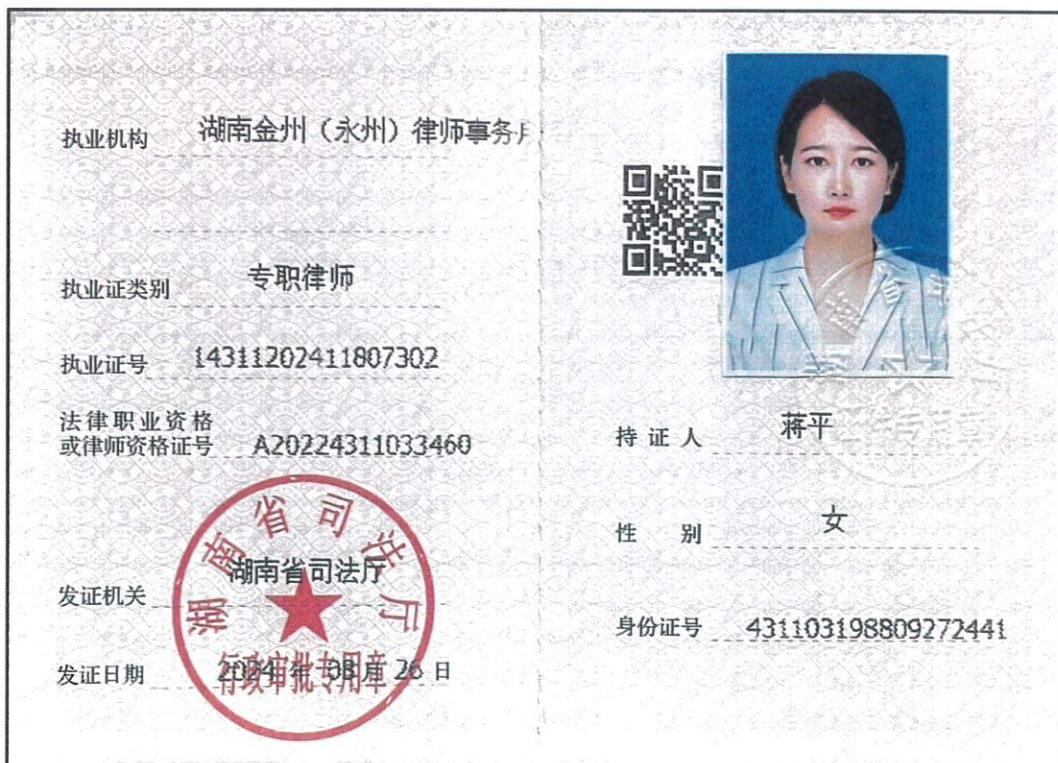 执业机构 湖南金州（永州）律师事务
执业证类别 专职律师
执业证号 14311202411807302
法律职业资格
或律师资格证号 A20224311033460
湖南省司法厅
发证机关 湖南省司法厅
行政审批专用章
发证日期 2024 年 08 月 26 日
持证人 蒋平
性别 女
身份证号 431103198809272441